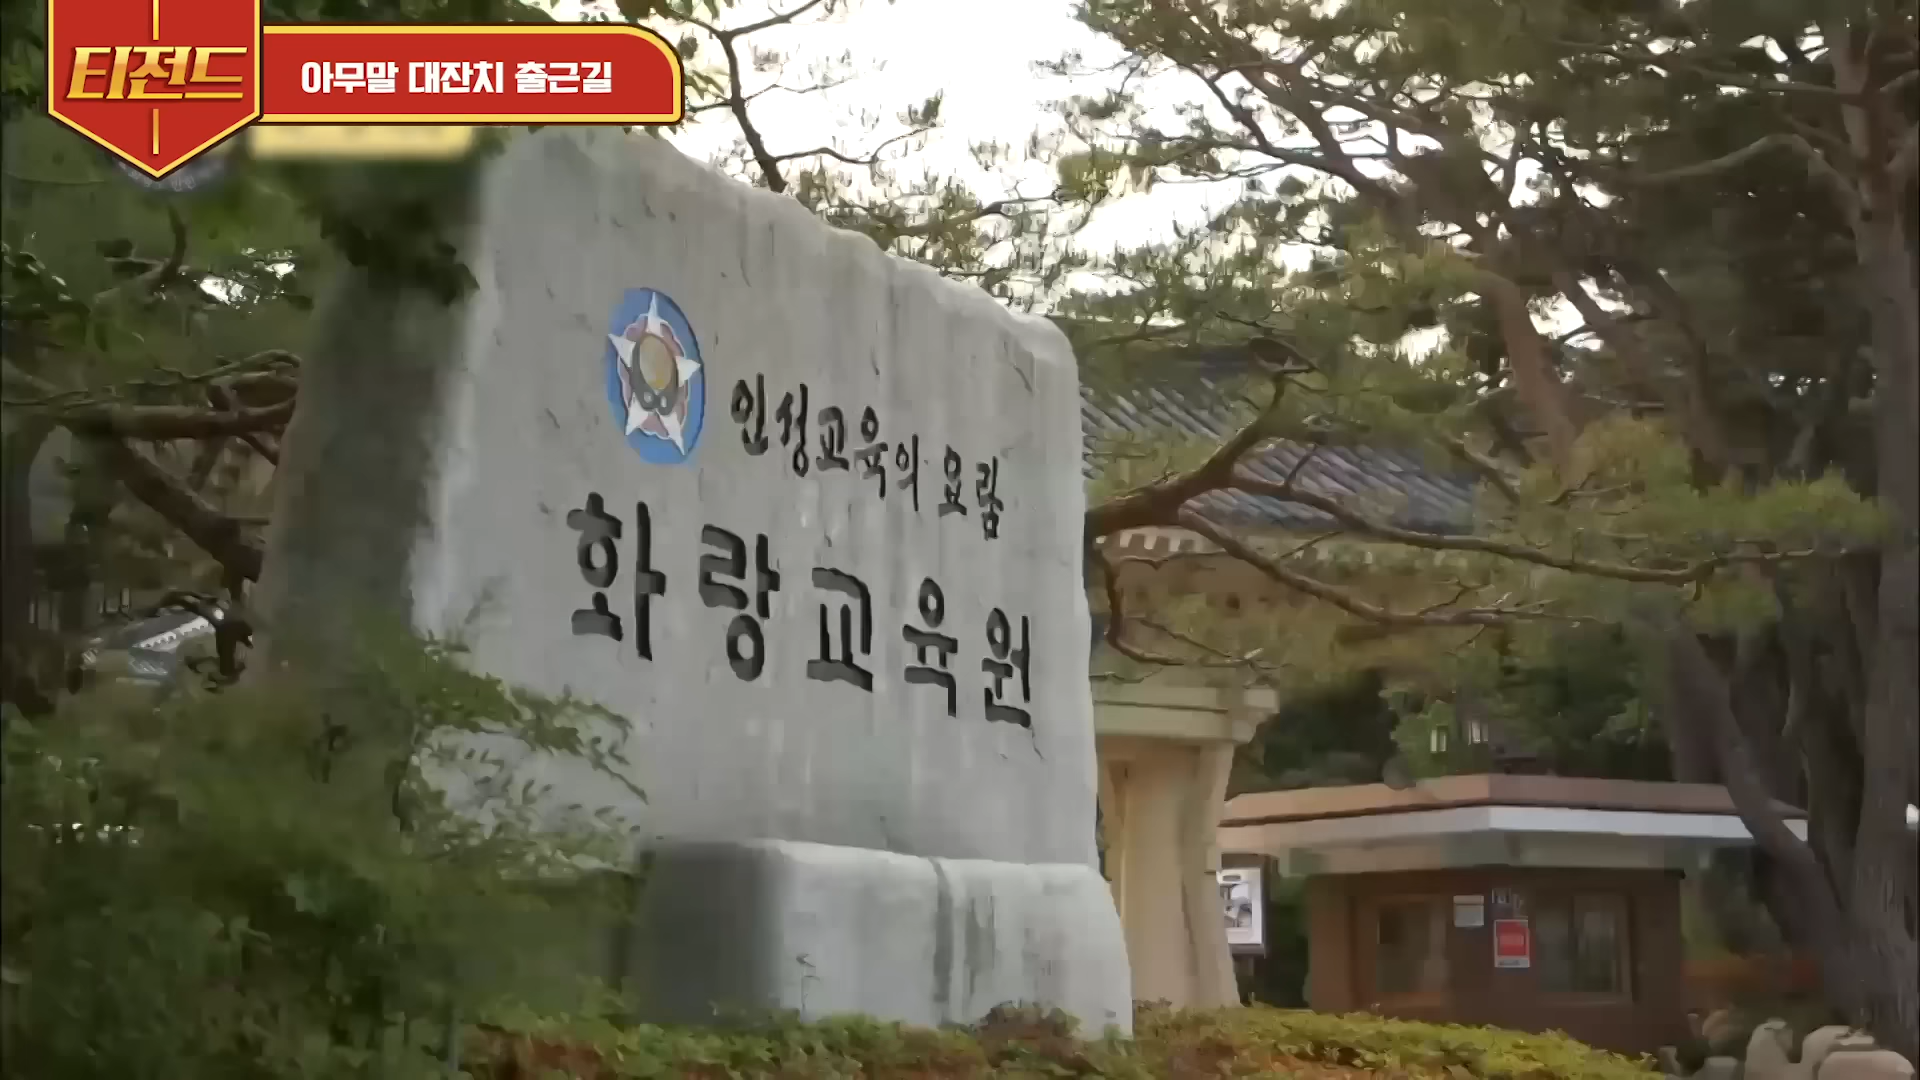 티전드
아무말 대잔치 출근길
인성교육의 요람
화랑교육원